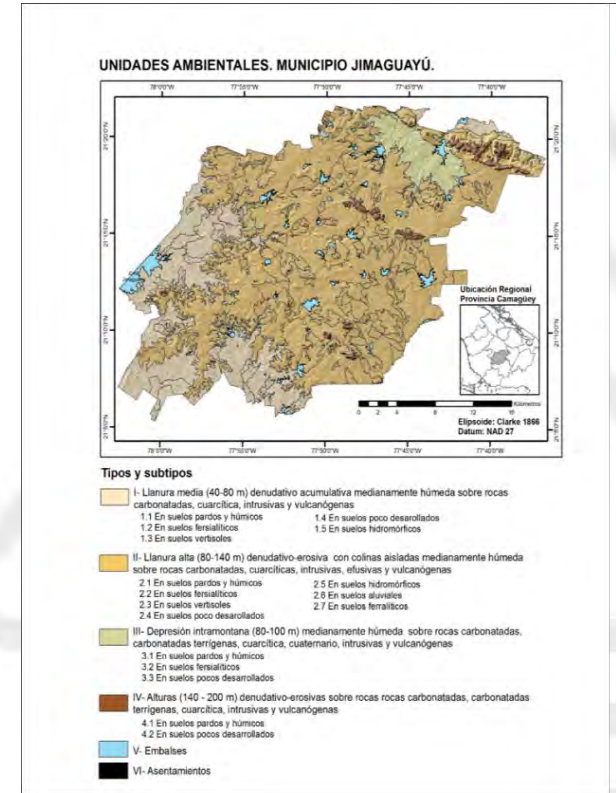 UNIDADES AMBIENTALES. MUNICIPIO JIMAGUAYÚ.
78°0'0"W 77°55'0"W 77°50'0"W 77°45'0"W 77°40'0"W
21°20'0"N
21°15'0"N
21°10'0"N
21°5'0"N
Ubicación Regional
Provincia Camagüey
0 2 4 8 12 16 Kilómetros
Elipsoide: Clarke 1866
Datum: NAD 27
78°0'0"W 77°55'0"W 77°50'0"W 77°45'0"W 77°40'0"W
Tipos y subtipos
I- Llanura media (40-80 m) denudativo acumulativa medianamente húmeda sobre rocas
carbonatadas, cuarcítica, intrusivas y vulcanógenas
1.1 En suelos pardos y húmicos
1.2 En suelos fersialíticos
1.3 En suelos vertisoles
1.4 En suelos poco desarollados
1.5 En suelos hidromórficos
II- Llanura alta (80-140 m) denudativo-erosiva con colinas aisladas medianamente húmeda
sobre rocas carbonatadas, cuarcíticas, intrusivas, efusivas y vulcanógenas
2.1 En suelos pardos y húmicos
2.2 En suelos fersialíticos
2.3 En suelos vertisoles
2.4 En suelos poco desarollados
2.5 En suelos hidromórficos
2.6 En suelos aluviales
2.7 En suelos ferralíticos
III- Depresión intramontana (80-100 m) medianamente húmeda sobre rocas carbonatadas,
carbonatadas terrígenas, cuarcítica, cuaternario, intrusivas y vulcanógenas
3.1 En suelos pardos y húmicos
3.2 En suelos fersialíticos
3.3 En suelos pocos desarrollados
IV- Alturas (140 - 200 m) denudativo-erosivas sobre rocas rocas carbonatadas, carbonatadas
terrígenas, cuarcítica, intrusivas y vulcanógenas
4.1 En suelos pardos y húmicos
4.2 En suelos pocos desarollados
V- Embalses
VI- Asentamientos